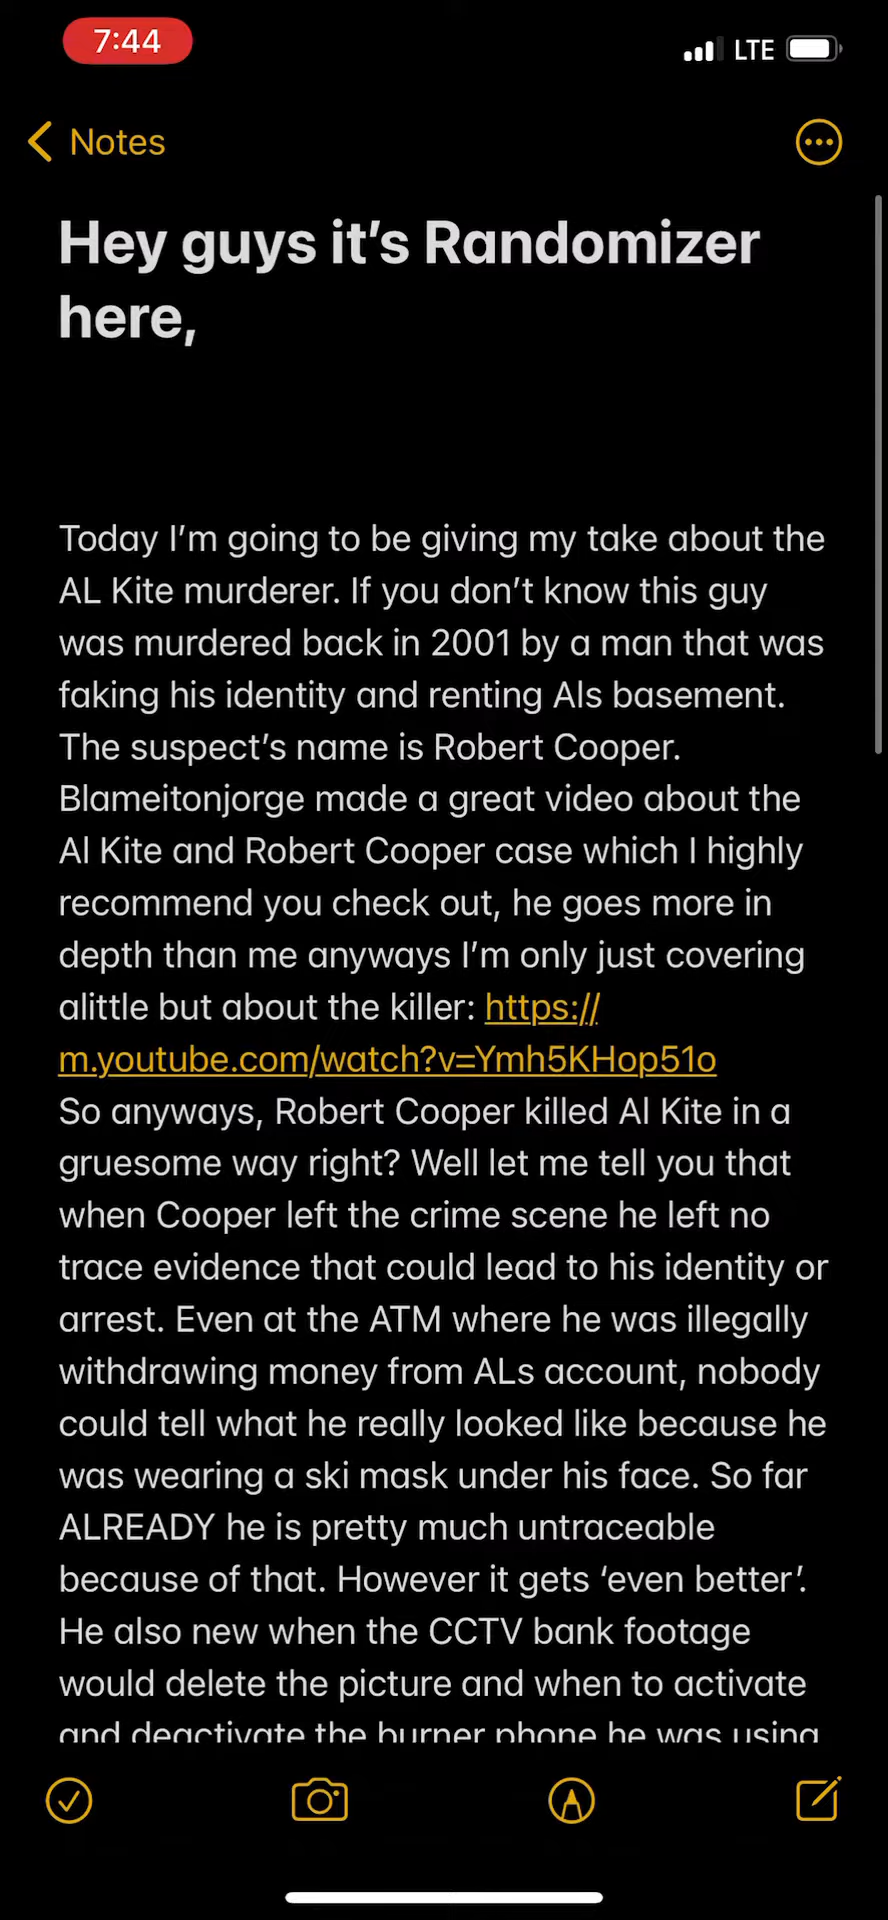 7:44
LTE
Notes
Hey guys it’s Randomizer
here,
Today I’m going to be giving my take about the
AL Kite murderer. If you don’t know this guy
was murdered back in 2001 by a man that was
faking his identity and renting Als basement.
The suspect’s name is Robert Cooper.
Blameitonjorge made a great video about the
Al Kite and Robert Cooper case which I highly
recommend you check out, he goes more in
depth than me anyways I’m only just covering
alittle but about the killer: https://
m.youtube.com/watch?v=Ymh5KHop51o
So anyways, Robert Cooper killed Al Kite in a
gruesome way right? Well let me tell you that
when Cooper left the crime scene he left no
trace evidence that could lead to his identity or
arrest. Even at the ATM where he was illegally
withdrawing money from ALs account, nobody
could tell what he really looked like because he
was wearing a ski mask under his face. So far
ALREADY he is pretty much untraceable
because of that. However it gets ‘even better’.
He also new when the CCTV bank footage
would delete the picture and when to activate
and deactivate the burner phone he was using